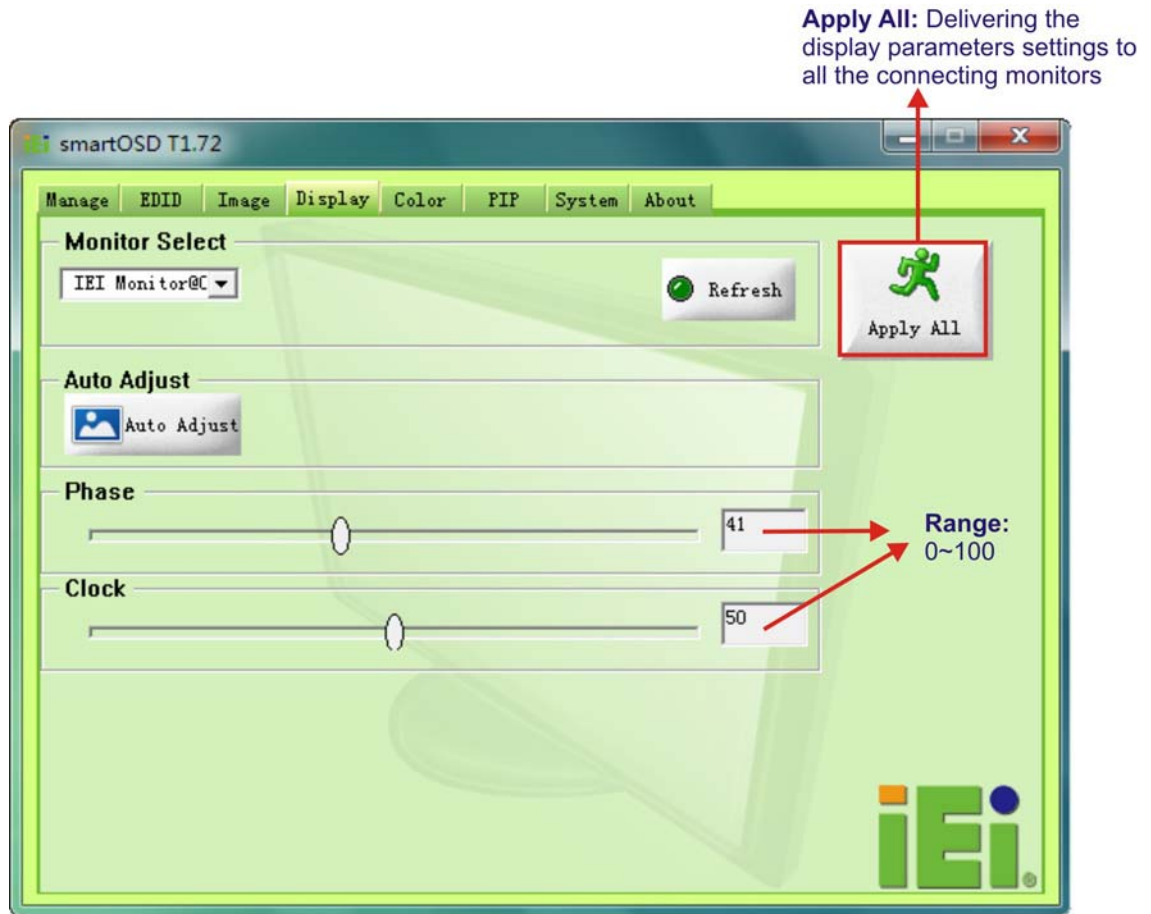 Apply All: Delivering the
display parameters settings to
all the connecting monitors
iEi smartOSD T1.72
Manage EDID Image Display Color PIP System About
Monitor Select
IEI Monitor@C
Refresh
Apply All
Auto Adjust
Auto Adjust
Phase
41
Range:
0~100
Clock
50
iEi®